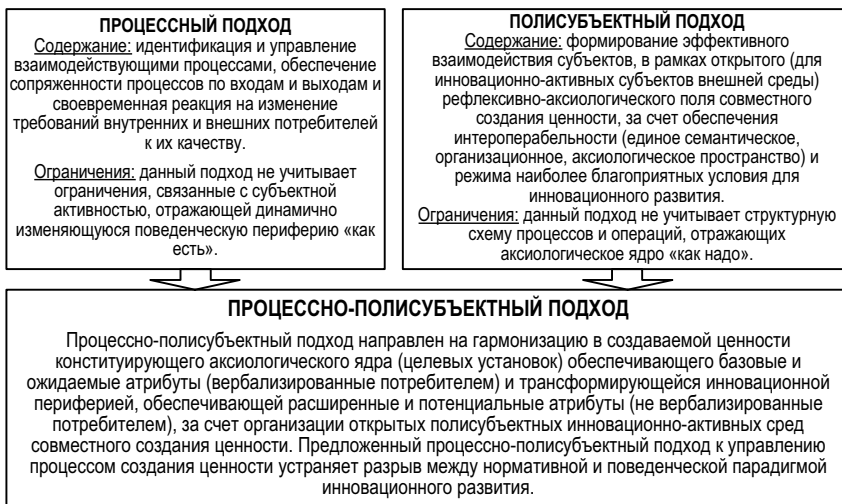 ПРОЦЕССНЫЙ ПОДХОД
Содержание: идентификация и управление
взаимодействующими процессами, обеспечение
сопряженности процессов по входам и выходам и
своевременная реакция на изменение
требований внутренних и внешних потребителей
к их качеству.
Ограничения: данный подход не учитывает
ограничения, связанные с субъектной
активностью, отражающей динамично
изменяющуюся поведенческую периферию «как
есть».
ПОЛИСУБЪЕКТНЫЙ ПОДХОД
Содержание: формирование эффективного
взаимодействия субъектов, в рамках открытого (для
инновационно-активных субъектов внешней среды)
рефлексивно-аксиологического поля совместного
создания ценности, за счет обеспечения
интероперабельности (единое семантическое,
организационное, аксиологическое пространство) и
режима наиболее благоприятных условия для
инновационного развития.
Ограничения: данный подход не учитывает структурную
схему процессов и операций, отражающих
аксиологическое ядро «как надо».
ПРОЦЕССНО-ПОЛИСУБЪЕКТНЫЙ ПОДХОД
Процессно-полисубъектный подход направлен на гармонизацию в создаваемой ценности
конституирующего аксиологического ядра (целевых установок) обеспечивающего базовые и
ожидаемые атрибуты (вербализированные потребителем) и трансформирующейся инновационной
периферией, обеспечивающей расширенные и потенциальные атрибуты (не вербализированные
потребителем), за счет организации открытых полисубъектных инновационно-активных сред
совместного создания ценности. Предложенный процессно-полисубъектный подход к управлению
процессом создания ценности устраняет разрыв между нормативной и поведенческой парадигмой
инновационного развития.